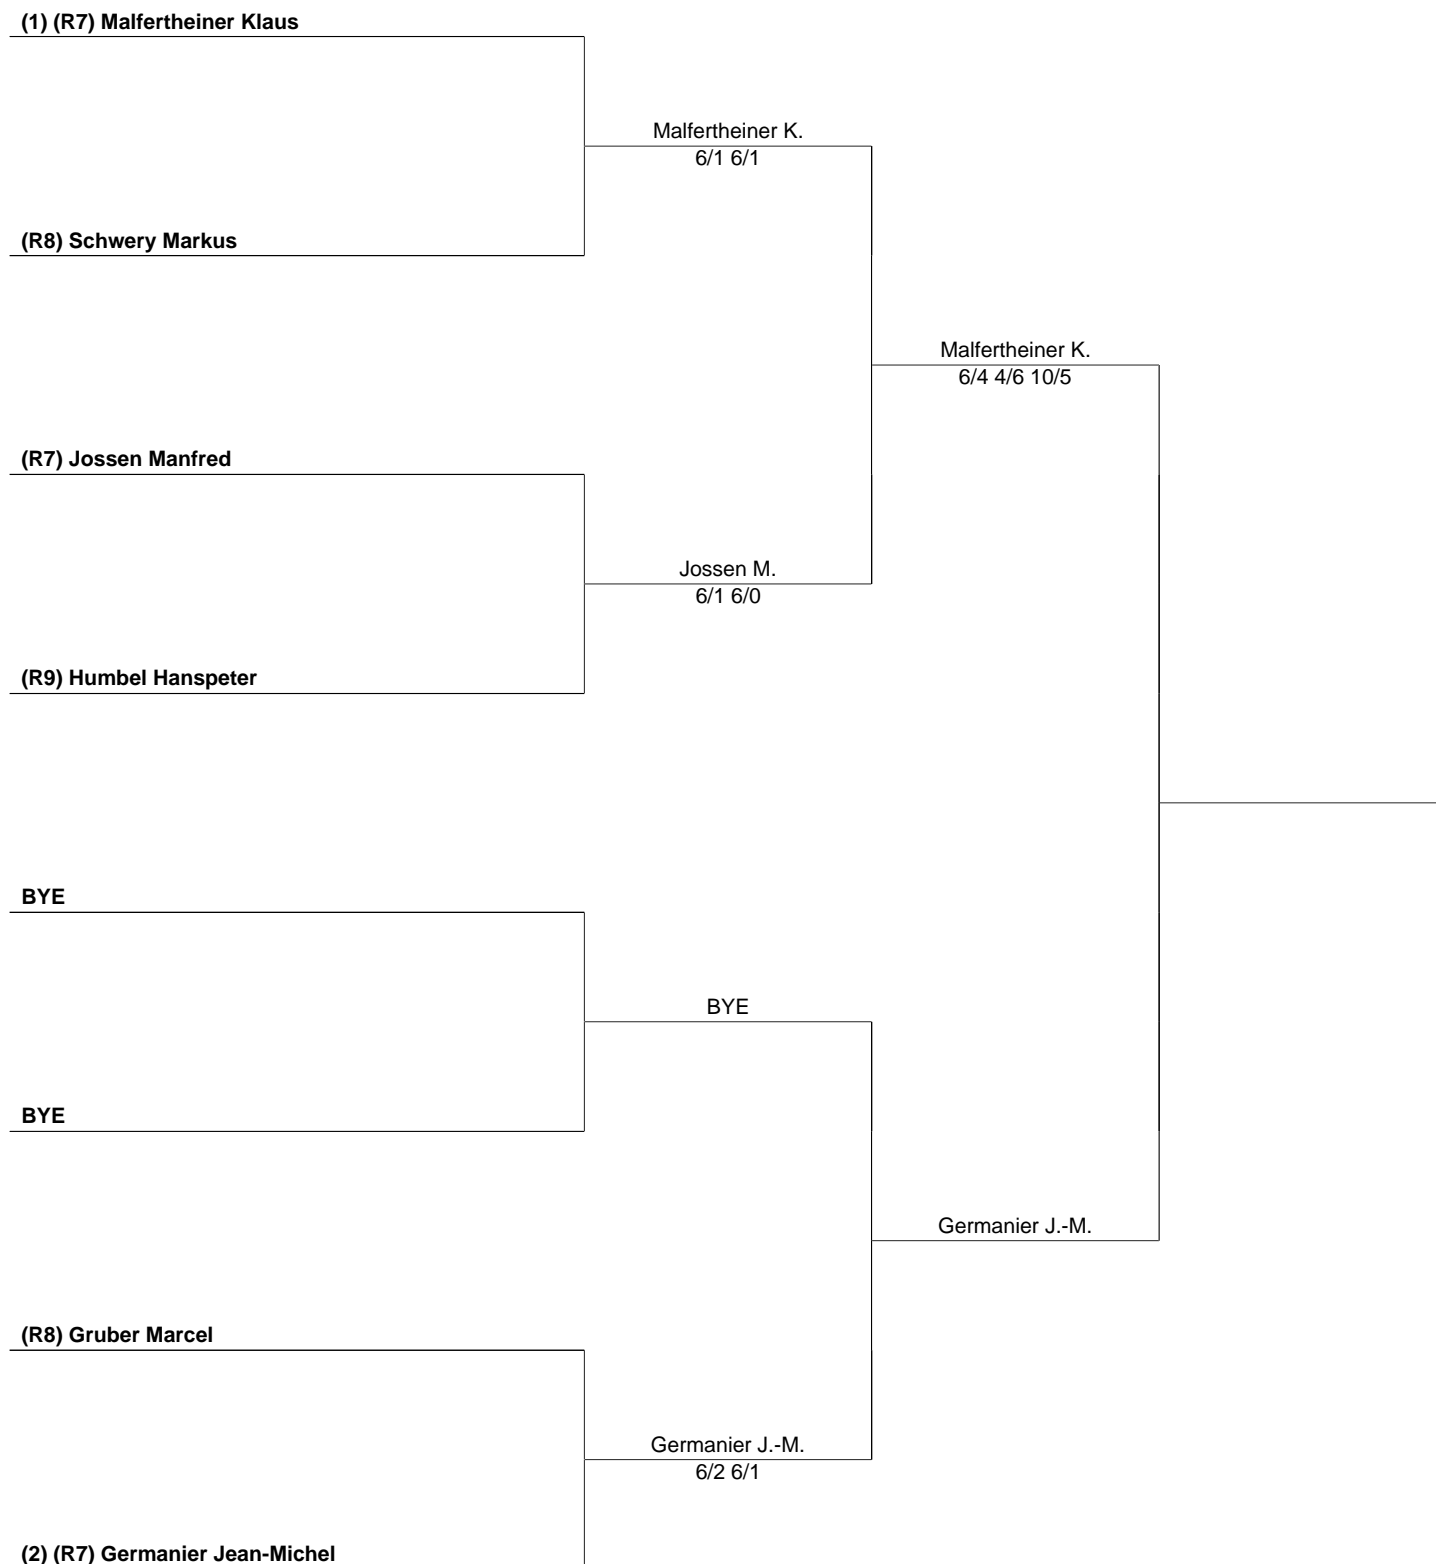 (1) (R7) Malfertheiner Klaus
Malfertheiner K.
6/1 6/1
(R8) Schwery Markus
Malfertheiner K.
6/4 4/6 10/5
(R7) Jossen Manfred
Jossen M.
6/1 6/0
(R9) Humbel Hanspeter
BYE
BYE
BYE
Germanier J.-M.
(R8) Gruber Marcel
Germanier J.-M.
6/2 6/1
(2) (R7) Germanier Jean-Michel